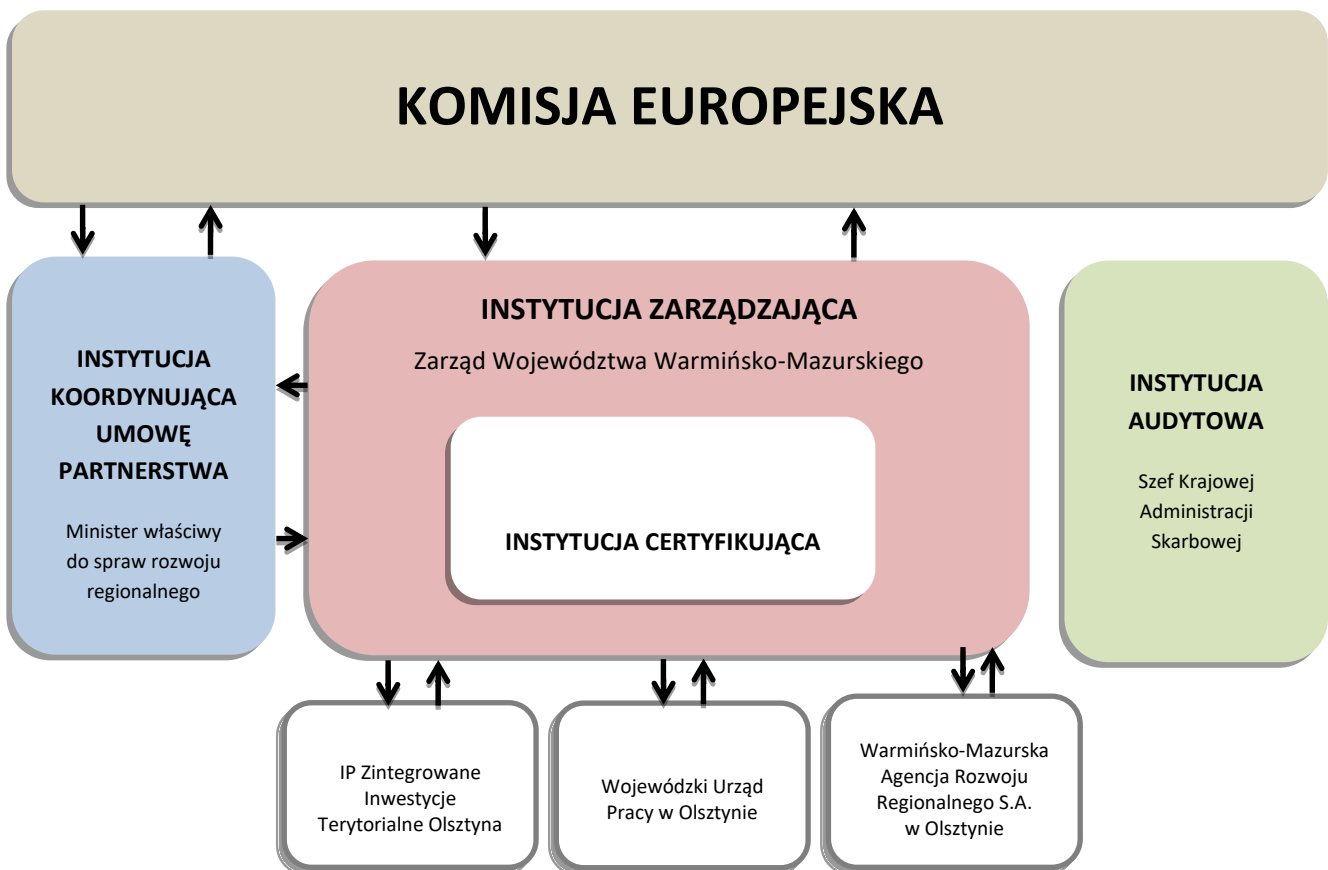 KOMISJA EUROPEJSKA
INSTYTUCJA
KOORDYNUJĄCA
UMOWĘ
PARTNERSTWA
Minister właściwy
do spraw rozwoju
regionalnego
INSTYTUCJA ZARZĄDZAJĄCA
Zarząd Województwa Warmińsko-Mazurskiego
INSTYTUCJA CERTYFIKUJĄCA
INSTYTUCJA
AUDYTOWA
Szef Krajowej
Administracji
Skarbowej
IP Zintegrowane
Inwestycje
Terytorialne Olsztyna
Wojewódzki Urząd
Pracy w Olsztynie
Warmińsko-Mazurska
Agencja Rozwoju
Regionalnego S.A.
w Olsztynie